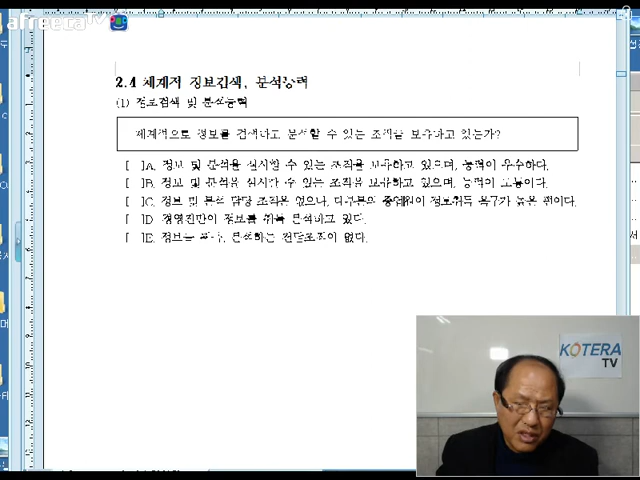 afreecaTV
2.4 체계적 정보검색, 분석능력
(1) 정보검색 및 분석능력
체계적으로 정보를 검색하고 분석할 수 있는 조직을 보유하고 있는가?
[ ]A. 정보 및 분석을 실시할 수 있는 조직을 보유하고 있으며, 능력이 우수하다.
[ ]B. 정보 및 분석을 실시할 수 있는 조직을 보유하고 있으며, 능력이 보통이다.
[ ]C. 정보 및 분석 담당 조직은 없으나, 대부분의 종업원이 정보취득 욕구가 높은 편이다.
[ ]D. 경영진만이 정보를 취득 분석하고 있다.
[ ]E. 정보를 분석하는 전담조직이 없다.
KOTERA
TV